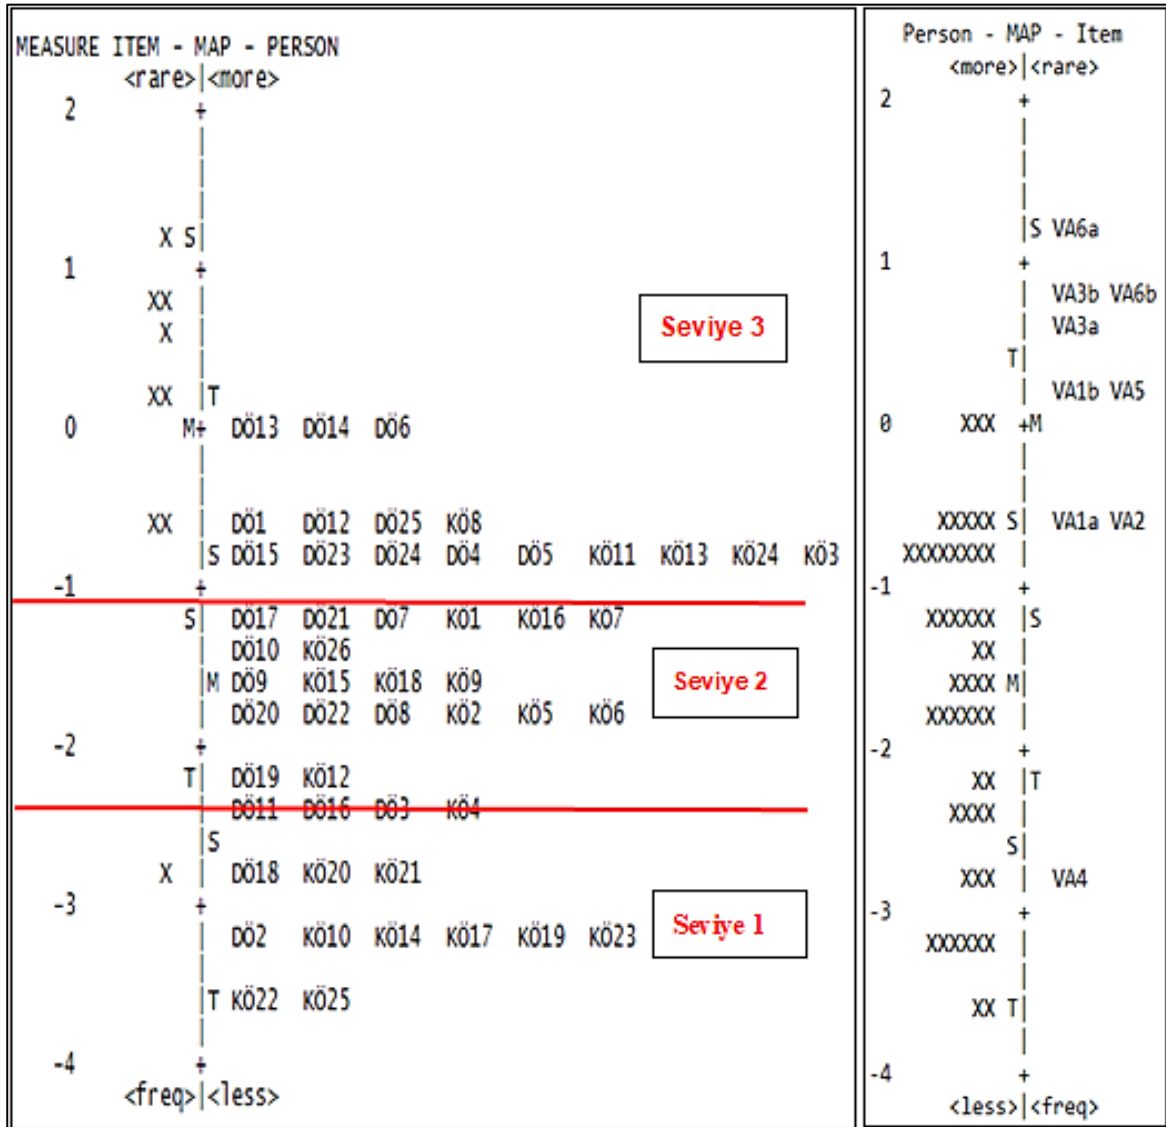 MEASURE ITEM - MAP - PERSON
<rare>|<more>
2 +
|
|
|
X S|
1 +
XX |
X |
|
XX |T
0 M+ DÖ13 DÖ14 DÖ6
|
|
XX | DÖ1 DÖ12 DÖ25 KÖ8
|S DÖ15 DÖ23 DÖ24 DÖ4 DÖ5 KÖ11 KÖ13 KÖ24 KÖ3
-1 +
S| DÖ17 DÖ21 DÖ7 KÖ1 KÖ16 KÖ7
| DÖ10 KÖ26
|M DÖ9 KÖ15 KÖ18 KÖ9
| DÖ20 DÖ22 DÖ8 KÖ2 KÖ5 KÖ6
-2 +
T| DÖ19 KÖ12
| DÖ11 DÖ16 DÖ3 KÖ4
|S
X | DÖ18 KÖ20 KÖ21
-3 +
| DÖ2 KÖ10 KÖ14 KÖ17 KÖ19 KÖ23
|
|T KÖ22 KÖ25
|
-4 +
<freq>|<less>
Seviye 3
Seviye 2
Seviye 1
Person - MAP - Item
<more>|<rare>
2 +
|
|
|
|S VA6a
1 +
| VA3b VA6b
| VA3a
T|
| VA1b VA5
0 XXX +M
|
|
XXXXX S| VA1a VA2
XXXXXXXX |
-1 +
XXXXXX |S
XX |
XXXX M|
XXXXXX |
-2 +
XX |T
XXXX |
S|
XXX | VA4
-3 +
XXXXXX |
|
XX T|
|
-4 +
<less>|<freq>